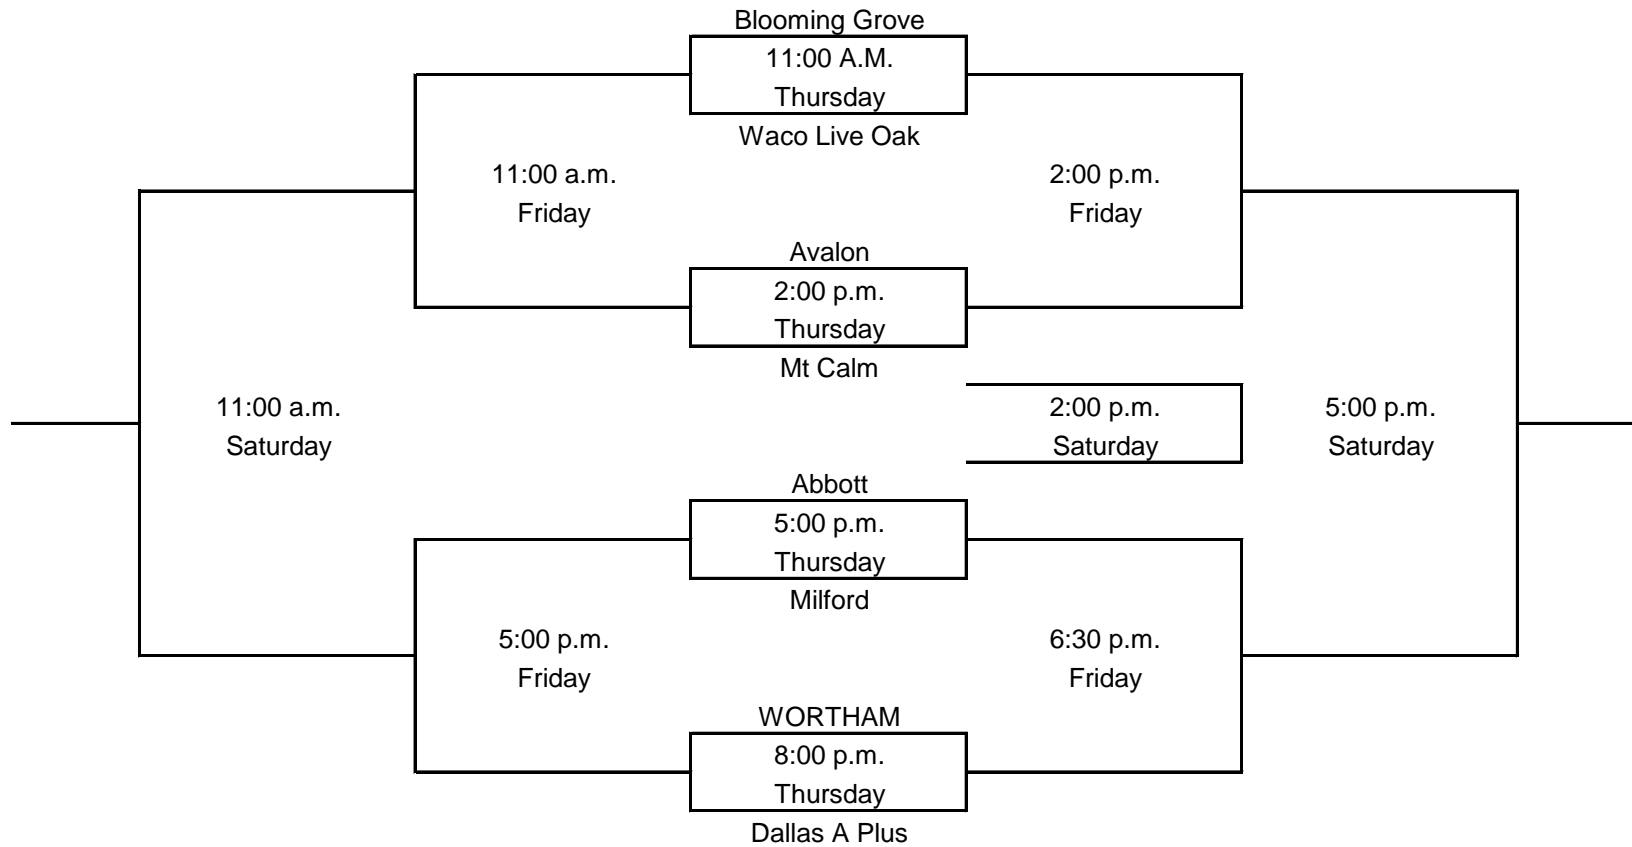 Blooming Grove
11:00 A.M.
Thursday
Waco Live Oak
11:00 a.m.
Friday
2:00 p.m.
Friday
Avalon
2:00 p.m.
Thursday
Mt Calm
11:00 a.m.
Saturday
2:00 p.m.
Saturday
5:00 p.m.
Saturday
Abbott
5:00 p.m.
Thursday
Milford
5:00 p.m.
Friday
6:30 p.m.
Friday
WORTHAM
8:00 p.m.
Thursday
Dallas A Plus